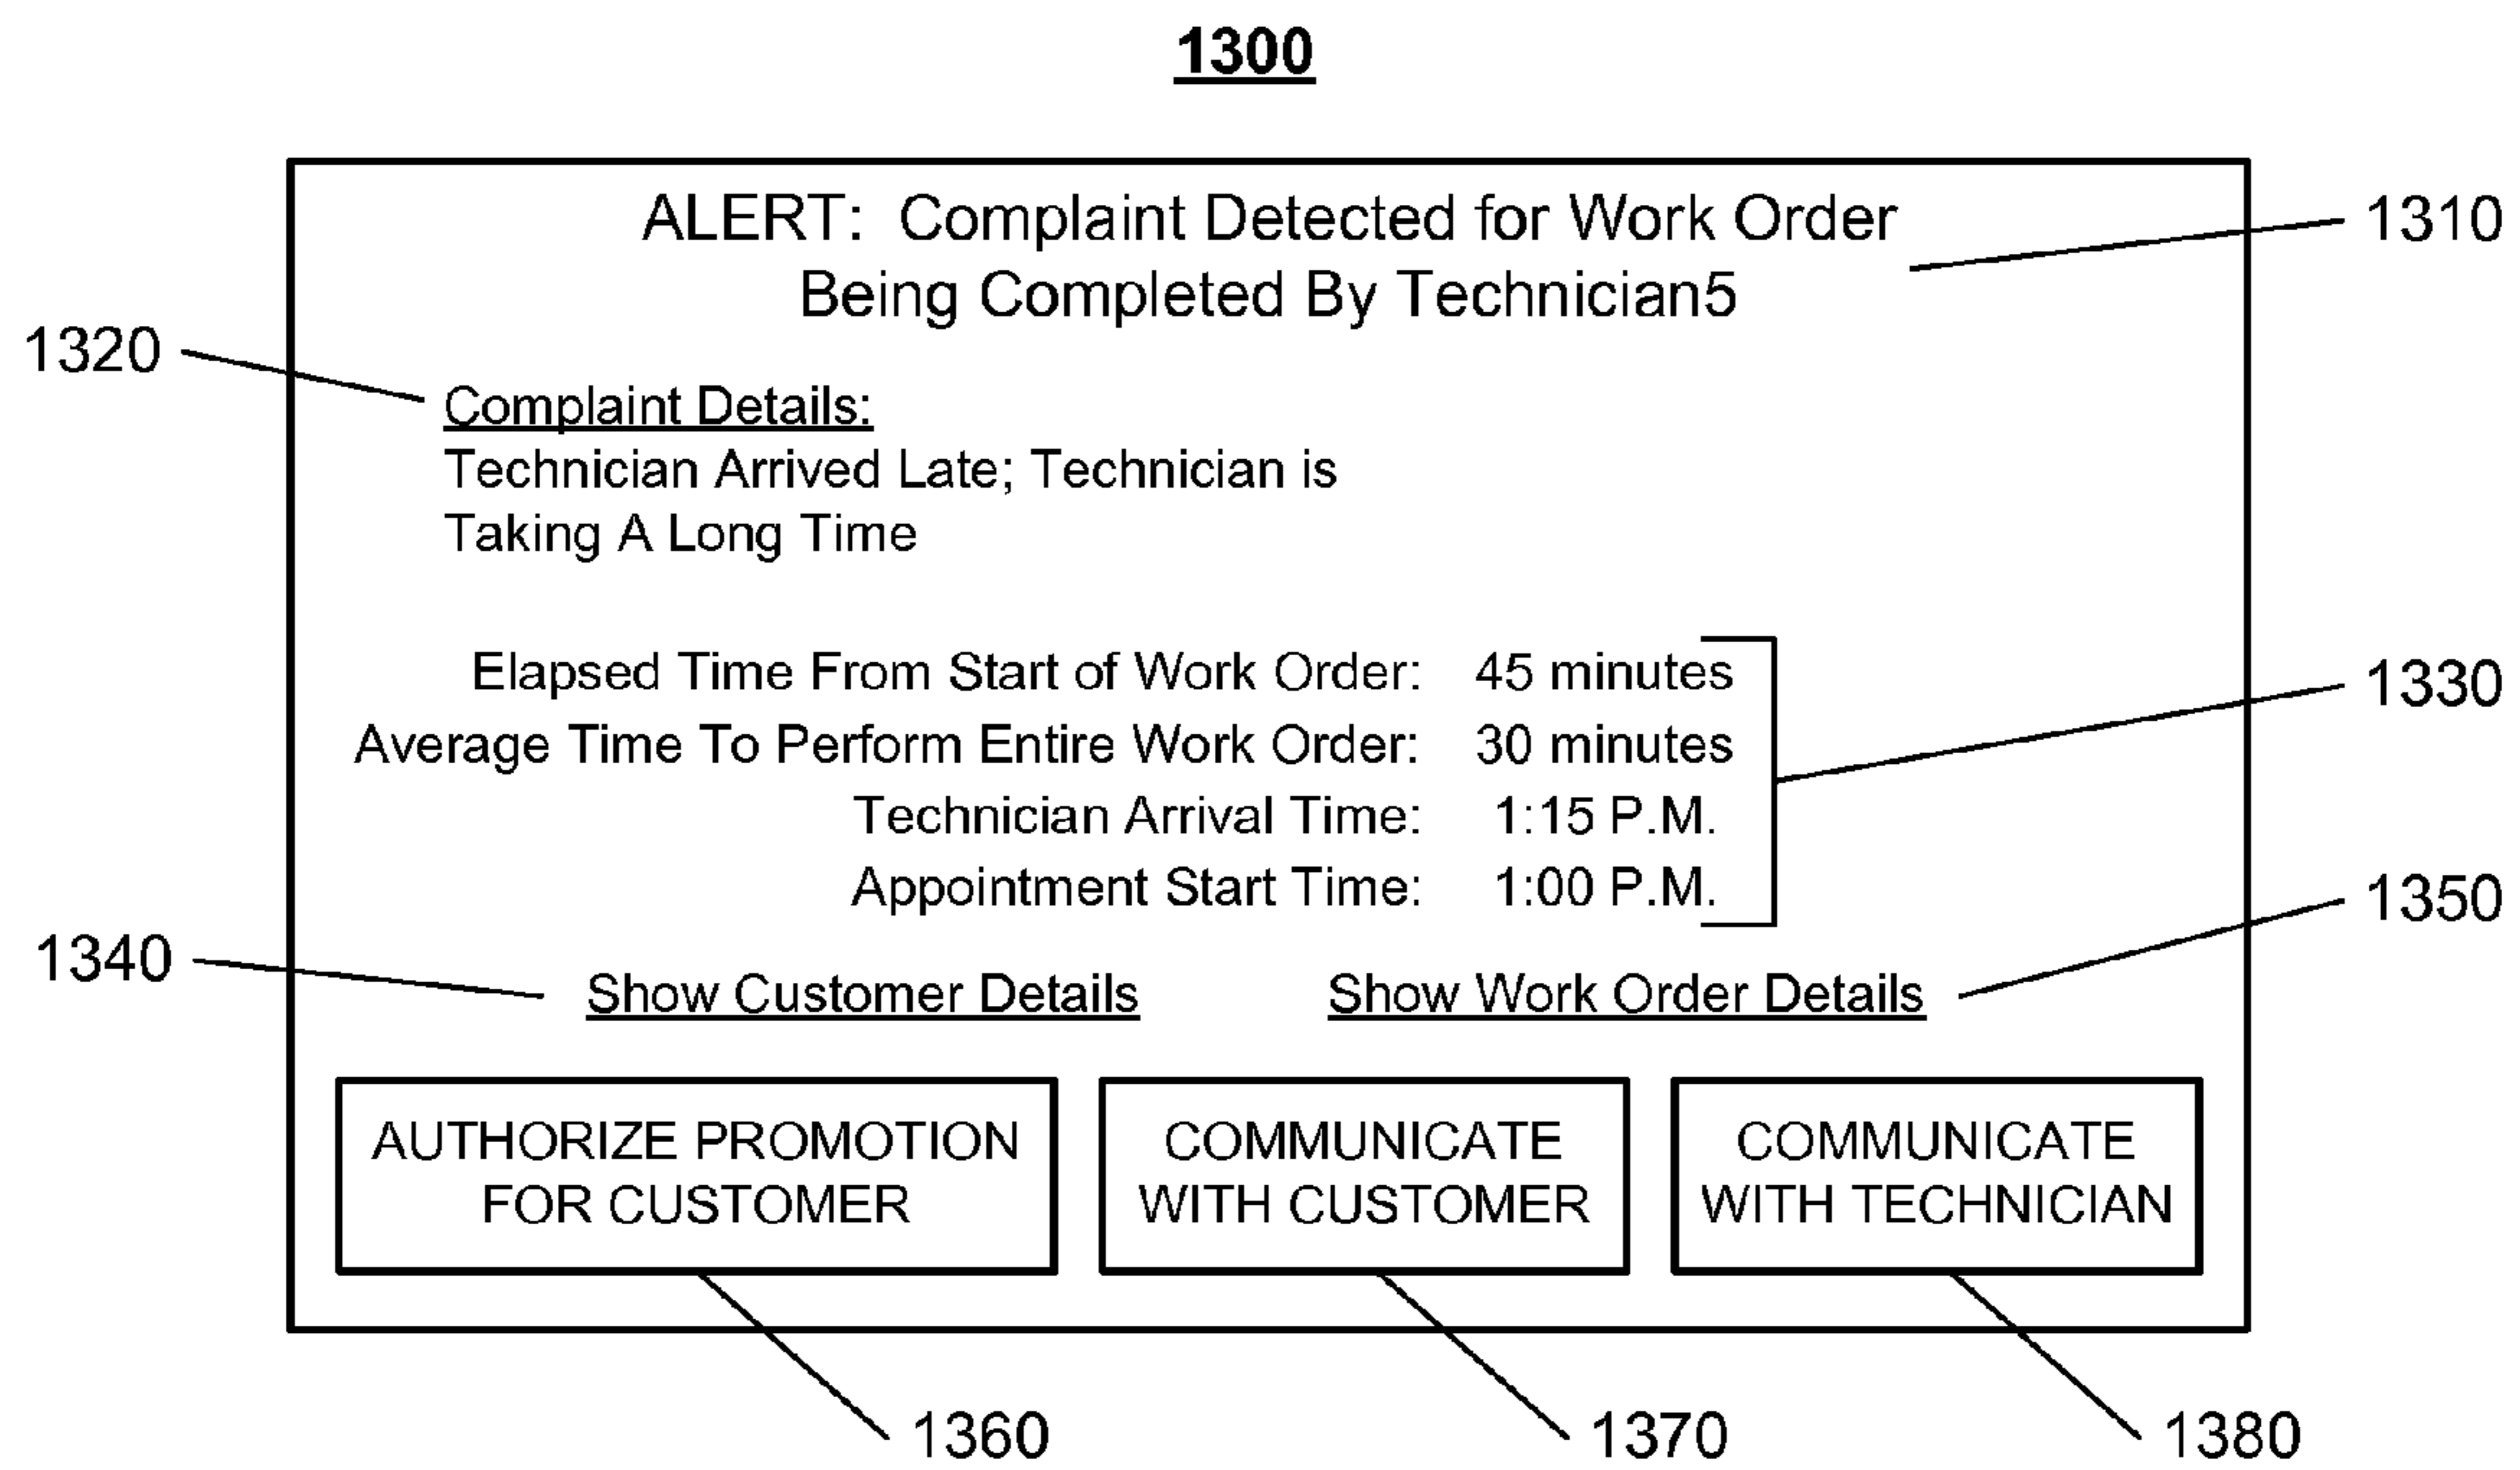 1300
ALERT: Complaint Detected for Work Order
1310
Being Completed By Technician5
1320
Complaint Details:
Technician Arrived Late; Technician is
Taking A Long Time
Elapsed Time From Start of Work Order: 45 minutes
1330
Average Time To Perform Entire Work Order: 30 minutes
Technician Arrival Time: 1:15 P.M.
Appointment Start Time: 1:00 P.M.
1350
1340
Show Customer Details
Show Work Order Details
AUTHORIZE PROMOTION
FOR CUSTOMER
COMMUNICATE
WITH CUSTOMER
COMMUNICATE
WITH TECHNICIAN
1360
1370
1380